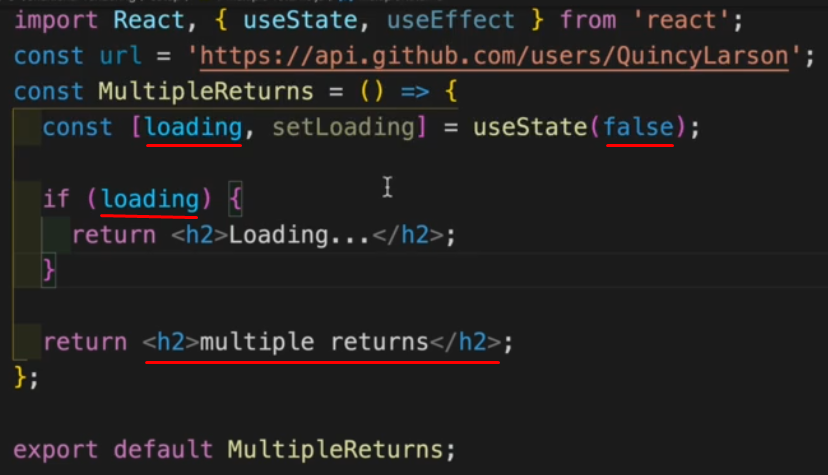 import React, { useState, useEffect } from 'react';
const url = 'https://api.github.com/users/QuincyLarson';
const MultipleReturns = () => {
const [loading, setLoading] = useState(false);
if (loading) {
return <h2>Loading...</h2>;
}
return <h2>multiple returns</h2>;
};
export default MultipleReturns;